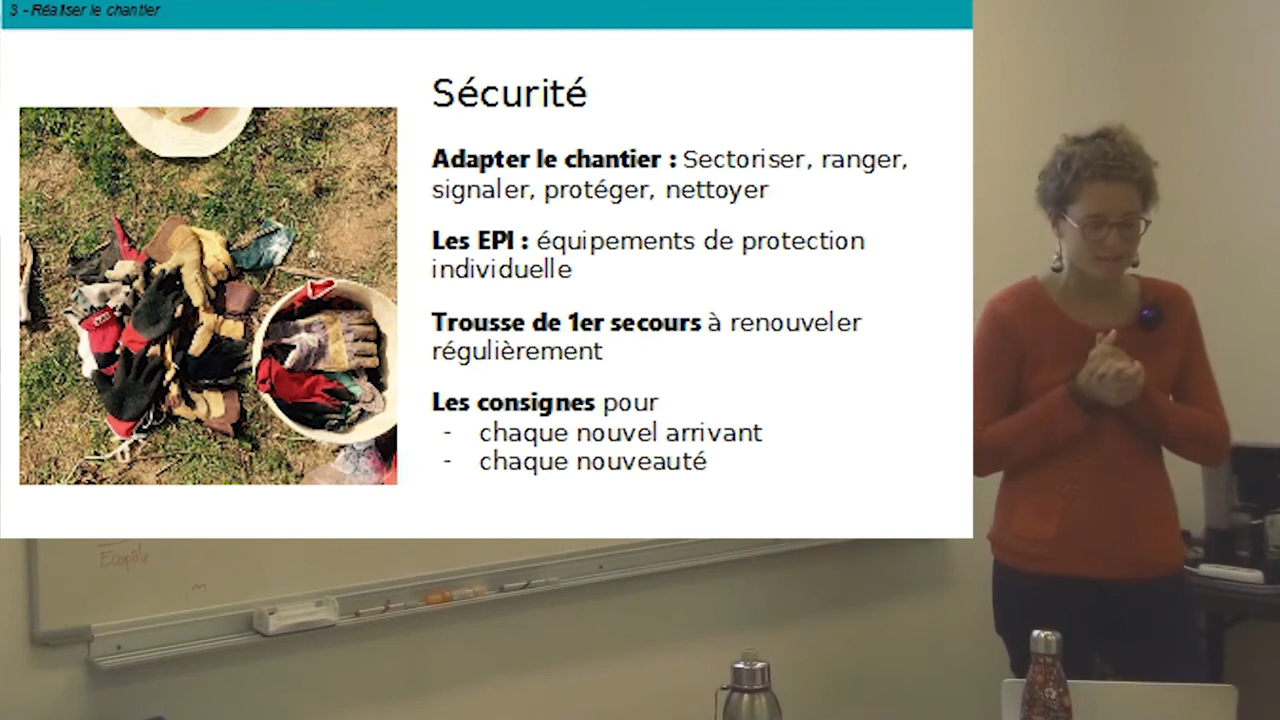 3 - Réaliser le chantier
Sécurité
Adapter le chantier : Sectoriser, ranger,
signaler, protéger, nettoyer
Les EPI : équipements de protection
individuelle
Trousse de 1er secours à renouveler
régulièrement
Les consignes pour
- chaque nouvel arrivant
- chaque nouveauté
Ecopôle